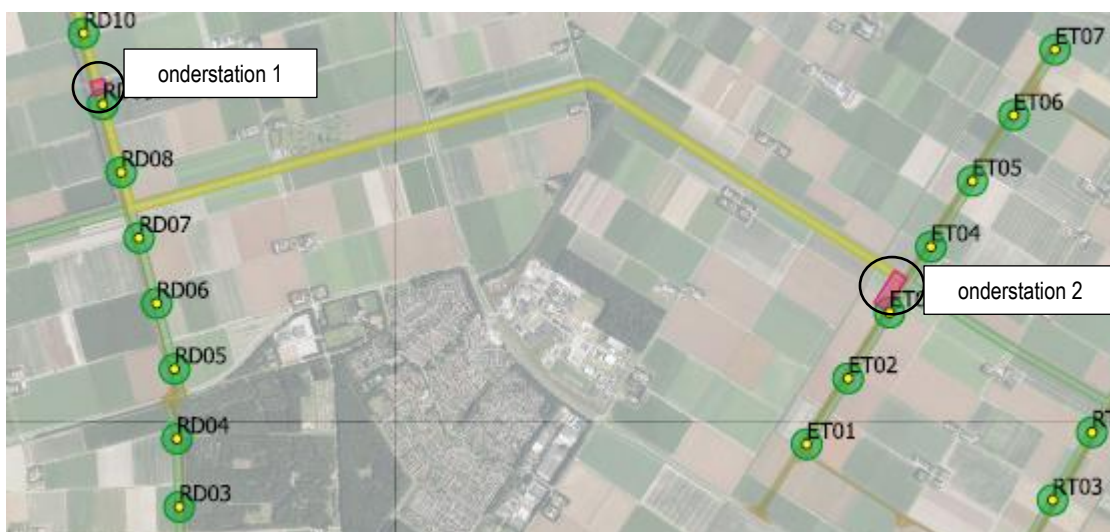 RD10
ET07
onderstation 1
ET06
RD08
ET05
RD07
ET04
onderstation 2
RD06
RD05
ET02
RD04
ET01
RD03
RT03